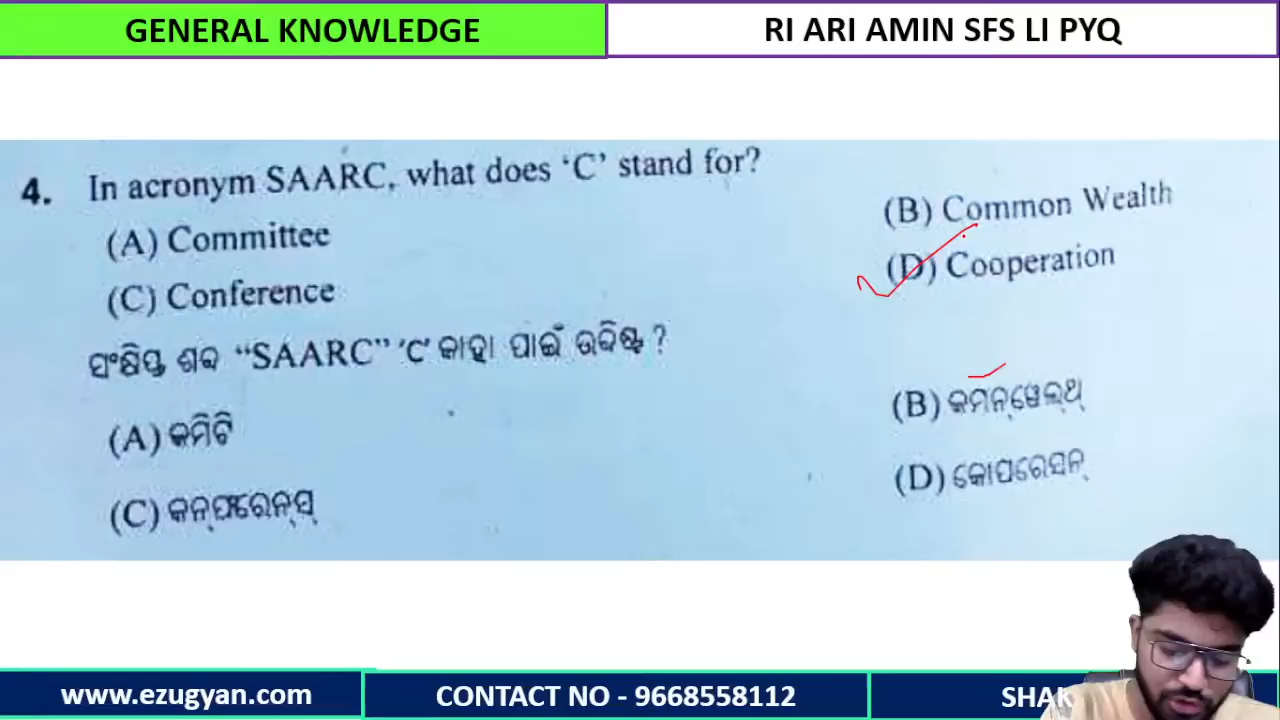 GENERAL KNOWLEDGE
RI ARI AMIN SFS LI PYQ
4. In acronym SAARC, what does ‘C’ stand for?
(A) Committee
(B) Common Wealth
(C) Conference
(D) Cooperation
ସଂକ୍ଷିପ୍ତ ଶବ୍ଦ “SAARC” ‘C’ କାହା ପାଇଁ ଉଦ୍ଦିଷ୍ଟ ?
(A) କମିଟି
(B) କମନ୍‌ୱେଲ୍‌ଥ୍
(C) କନ୍‌ଫରେନ୍‌ସ୍
(D) କୋପରେସନ୍
www.ezugyan.com
CONTACT NO - 9668558112
SHAK